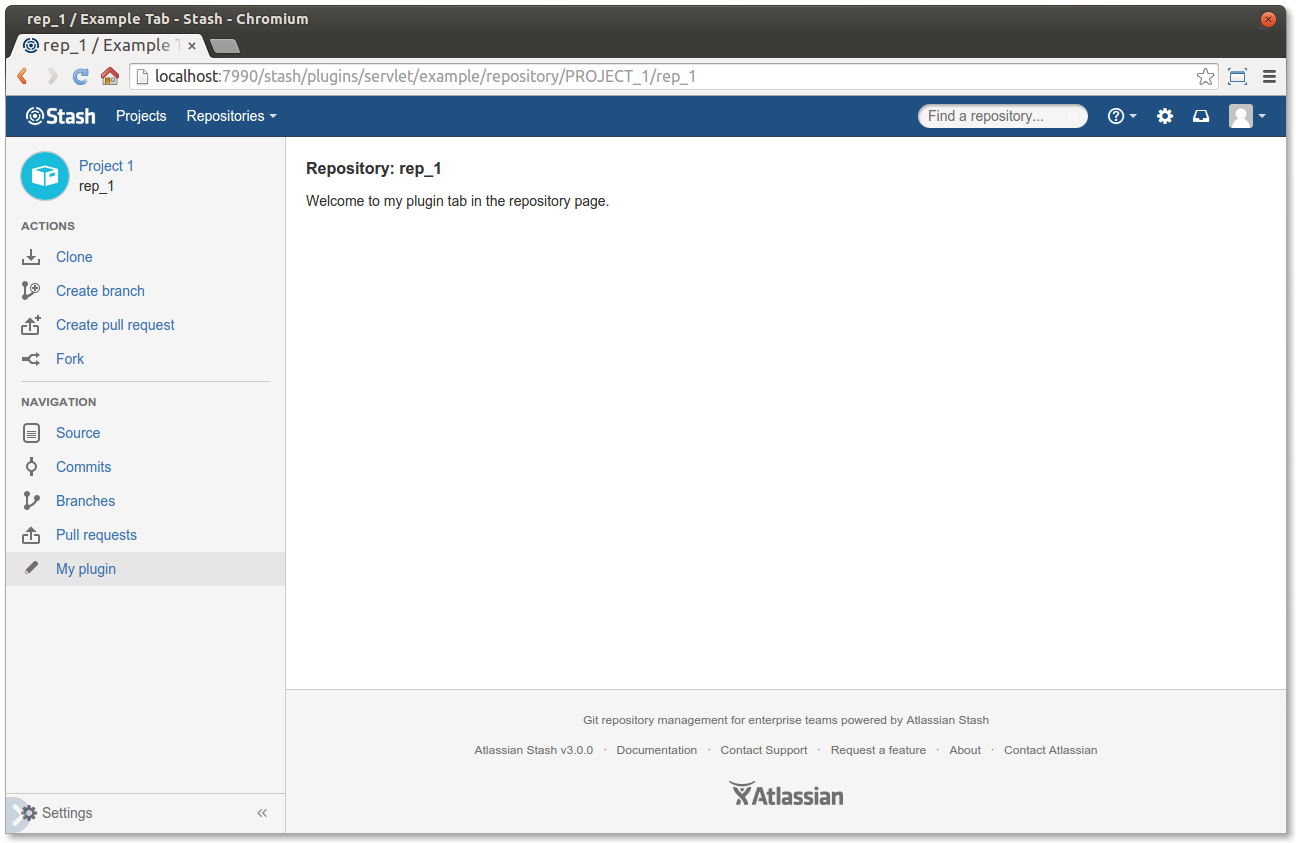 rep_1 / Example Tab - Stash - Chromium
rep_1 / Example T
localhost:7990/stash/plugins/servlet/example/repository/PROJECT_1/rep_1
Stash Projects Repositories Find a repository...
Project 1
rep_1
ACTIONS
Clone
Create branch
Create pull request
Fork
NAVIGATION
Source
Commits
Branches
Pull requests
My plugin
Settings
Repository: rep_1
Welcome to my plugin tab in the repository page.
Git repository management for enterprise teams powered by Atlassian Stash
Atlassian Stash v3.0.0 · Documentation · Contact Support · Request a feature · About · Contact Atlassian
Atlassian